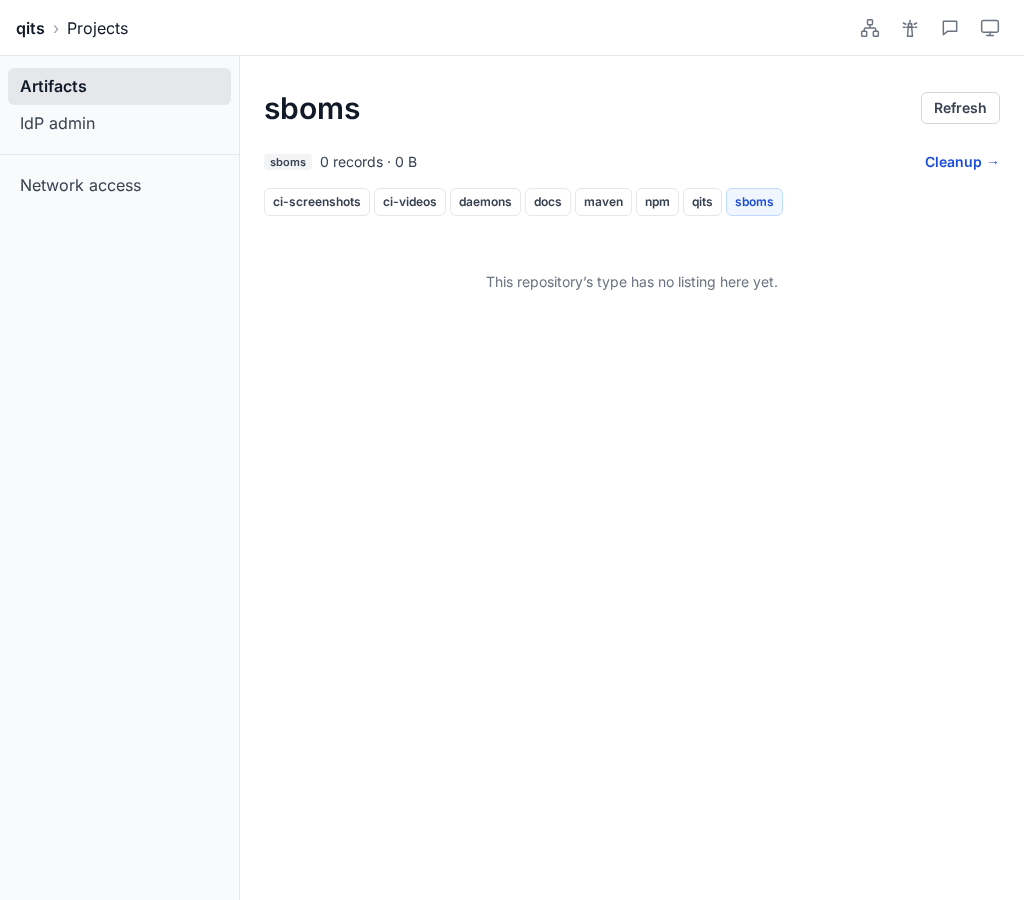 qits › Projects
Artifacts
IdP admin
Network access
sboms
Refresh
sboms 0 records · 0 B
Cleanup →
ci-screenshots ci-videos daemons docs maven npm qits sboms
This repository’s type has no listing here yet.